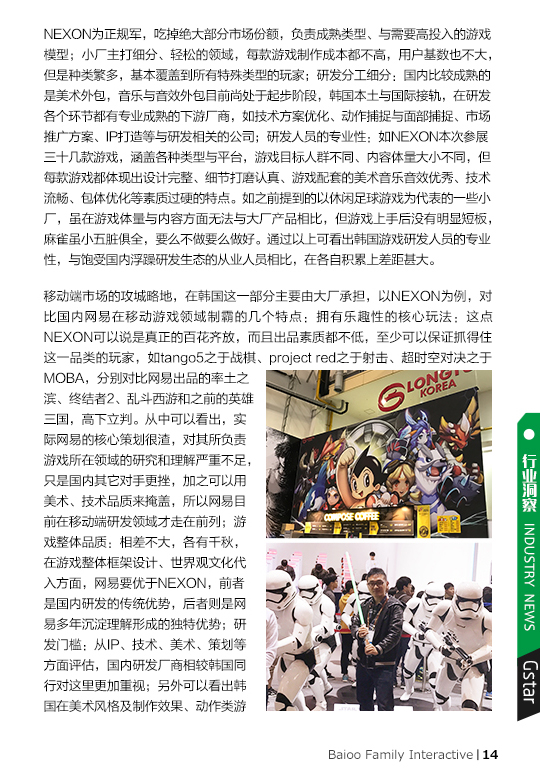 NEXON为正规军，吃掉绝大部分市场份额，负责成熟类型、与需要高投入的游戏
模型；小厂主打细分、轻松的领域，每款游戏制作成本都不高，用户基数也不大，
但是种类繁多，基本覆盖到所有特殊类型的玩家；研发分工细分：国内比较成熟的
是美术外包，音乐与音效外包目前尚处于起步阶段，韩国本土与国际接轨，在研发
各个环节都有专业成熟的下游厂商，如技术方案优化、动作捕捉与面部捕捉、市场
推广方案、IP打造等与研发相关的公司；研发人员的专业性：如NEXON本次参展
三十几款游戏，涵盖各种类型与平台，游戏目标人群不同、内容体量大小不同，但
每款游戏都体现出设计完整、细节打磨认真、游戏配套的美术音乐音效优秀、技术
流畅、包体优化等素质过硬的特点。如之前提到的以休闲足球游戏为代表的一些小
厂，虽在游戏体量与内容方面无法与大厂产品相比，但游戏上手后没有明显短板，
麻雀虽小五脏俱全，要么不做要么做好。通过以上可看出韩国游戏研发人员的专业
性，与饱受国内浮躁研发生态的从业人员相比，在各自积累上差距甚大。
移动端市场的攻城略地，在韩国这一部分主要由大厂承担，以NEXON为例，对
比国内网易在移动游戏领域制霸的几个特点：拥有乐趣性的核心玩法：这点
NEXON可以说是真正的百花齐放，而且出品素质都不低，至少可以保证抓得住
这一品类的玩家，如tango5之于战棋、project red之于射击、超时空对决之于
MOBA，分别对比网易出品的率土之
滨、终结者2、乱斗西游和之前的英雄
三国，高下立判。从中可以看出，实
际网易的核心策划很渣，对其所负责
游戏所在领域的研究和理解严重不足，
只是国内其它对手更挫，加之可以用
美术、技术品质来掩盖，所以网易目
前在移动端研发领域才走在前列；游
戏整体品质：相差不大，各有千秋，
在游戏整体框架设计、世界观文化代
入方面，网易要优于NEXON，前者
是国内研发的传统优势，后者则是网
易多年沉淀理解形成的独特优势；研
发门槛：从IP、技术、美术、策划等
方面评估，国内研发厂商相较韩国同
行对这里更加重视；另外可以看出韩
国在美术风格及制作效果、动作类游
LONGTU
KOREA
COMPOSE COFFEE
行业洞察 INDUSTRY NEWS
Gstar
Baioo Family Interactive | 14